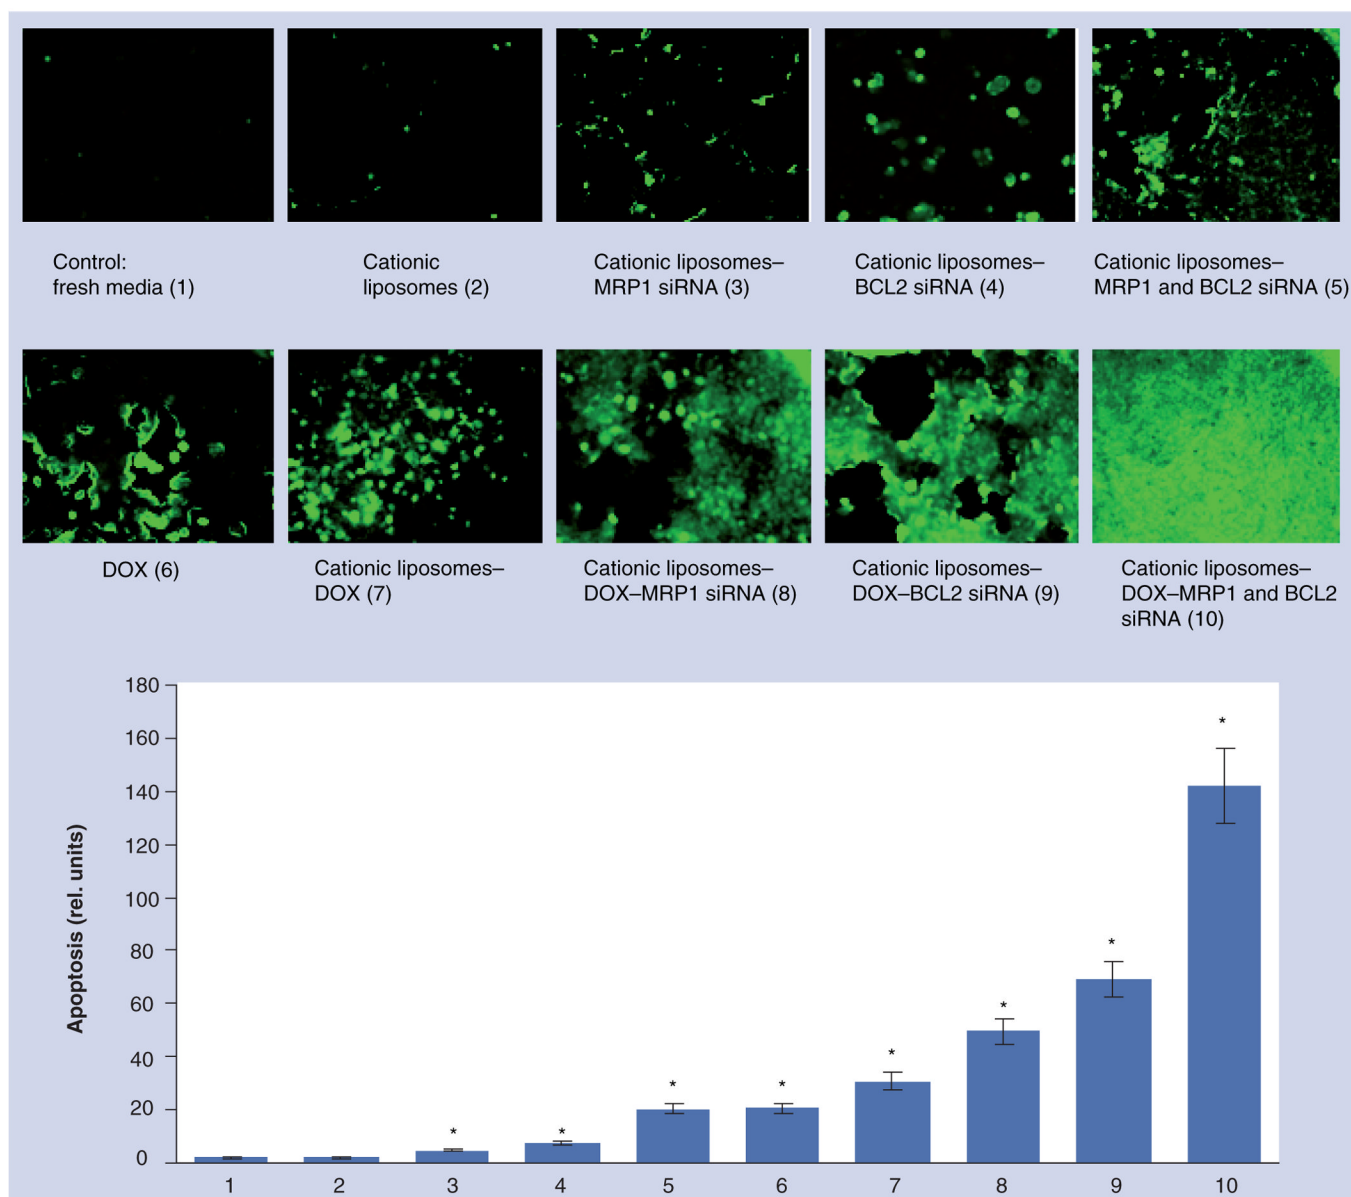 Control:
fresh media (1)
Cationic
liposomes (2)
Cationic liposomes–
MRP1 siRNA (3)
Cationic liposomes–
BCL2 siRNA (4)
Cationic liposomes–
MRP1 and BCL2 siRNA (5)
DOX (6)
Cationic liposomes–
DOX (7)
Cationic liposomes–
DOX–MRP1 siRNA (8)
Cationic liposomes–
DOX–BCL2 siRNA (9)
Cationic liposomes–
DOX–MRP1 and BCL2
siRNA (10)
Apoptosis (rel. units)
180
160
140
120
100
80
60
40
20
0
*
*
*
*
*
*
*
*
1 2 3 4 5 6 7 8 9 10